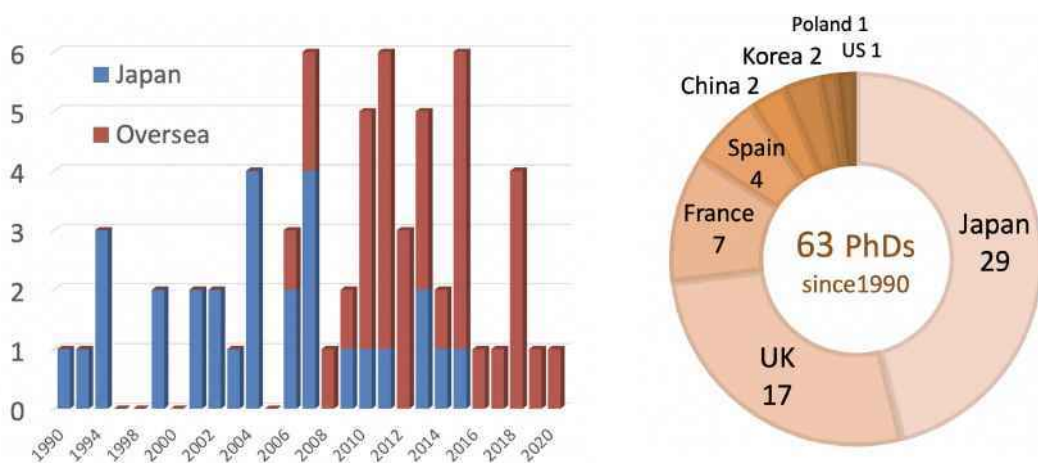 6
5
4
3
2
1
0
Japan
Oversea
1990
1994
1998
2000
2002
2004
2006
2008
2010
2012
2014
2016
2018
2020
Poland 1
US 1
Korea 2
China 2
Spain
4
France
7
UK
17
Japan
29
63 PhDs
since1990